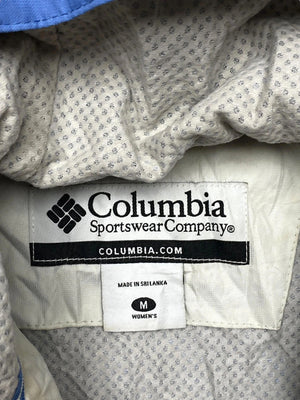 Columbia
Sportswear Company®
COLUMBIA.COM
MADE IN SRI LANKA
M
WOMEN'S